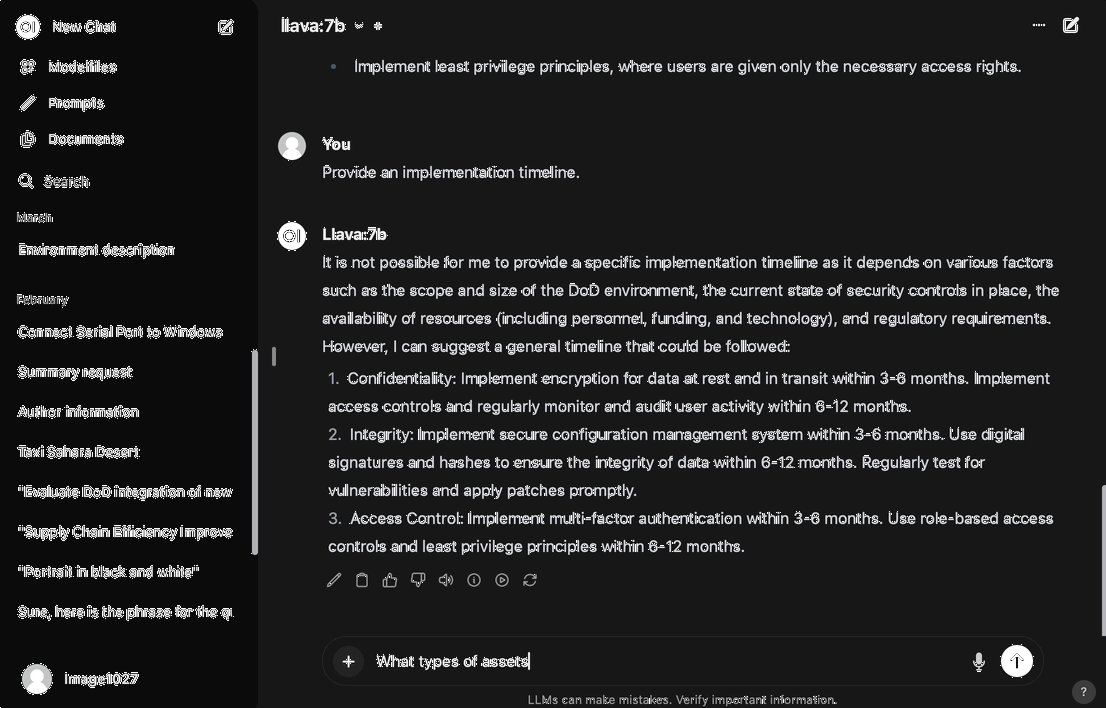 New Chat
Modelfiles
Prompts
Documents
Search
March
Environment description
February
Connect Serial Port to Windows
Summary request
Author information
Taxi Sahara Desert
"Evaluate DoD integration of new
"Supply Chain Efficiency Improve
"Portrait in black and white"
Sure, here is the phrase for the qu
image1027
llava:7b
Implement least privilege principles, where users are given only the necessary access rights.
You
Provide an implementation timeline.
Llava:7b
It is not possible for me to provide a specific implementation timeline as it depends on various factors
such as the scope and size of the DoD environment, the current state of security controls in place, the
availability of resources (including personnel, funding, and technology), and regulatory requirements.
However, I can suggest a general timeline that could be followed:
1. Confidentiality: Implement encryption for data at rest and in transit within 3-6 months. Implement
access controls and regularly monitor and audit user activity within 6-12 months.
2. Integrity: Implement secure configuration management system within 3-6 months. Use digital
signatures and hashes to ensure the integrity of data within 6-12 months. Regularly test for
vulnerabilities and apply patches promptly.
3. Access Control: Implement multi-factor authentication within 3-6 months. Use role-based access
controls and least privilege principles within 6-12 months.
What types of assets
LLMs can make mistakes. Verify important information.
?